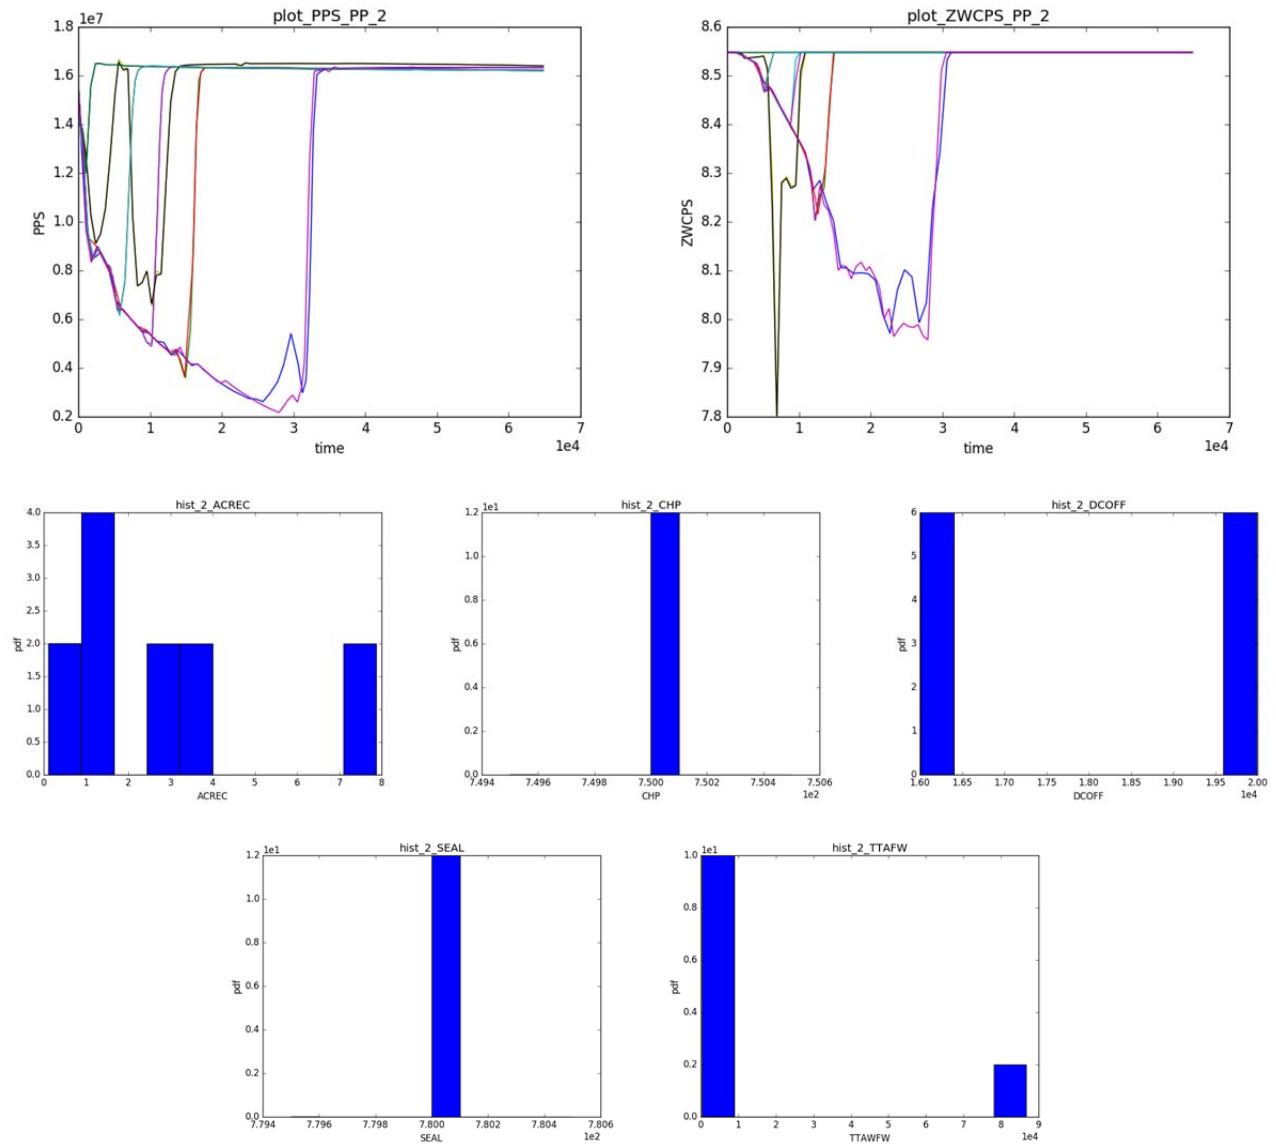 plot_PPS_PP_2
1e7
1.8
1.6
1.4
1.2
1.0
0.8
0.6
0.4
0.2
PPS
0 1 2 3 4 5 6 7
1e4
time
plot_ZWCPS_PP_2
8.6
8.5
8.4
8.3
8.2
8.1
8.0
7.9
7.8
ZWCPS
0 1 2 3 4 5 6 7
1e4
time
hist_2_ACREC
4.0
3.5
3.0
2.5
2.0
1.5
1.0
0.5
0.0
pdf
0 1 2 3 4 5 6 7 8
ACREC
hist_2_CHP
1e1
1.2
1.0
0.8
0.6
0.4
0.2
0.0
pdf
7.494 7.496 7.498 7.500 7.502 7.504 7.506
1e2
CHP
hist_2_DCOFF
6
5
4
3
2
1
0
pdf
1.60 1.65 1.70 1.75 1.80 1.85 1.90 1.95 2.00
1e4
DCOFF
hist_2_SEAL
1e1
1.2
1.0
0.8
0.6
0.4
0.2
0.0
pdf
7.794 7.796 7.798 7.800 7.802 7.804 7.806
1e2
SEAL
hist_2_TTAFW
1e1
1.0
0.8
0.6
0.4
0.2
0.0
pdf
0 1 2 3 4 5 6 7 8 9
1e4
TTAWFW